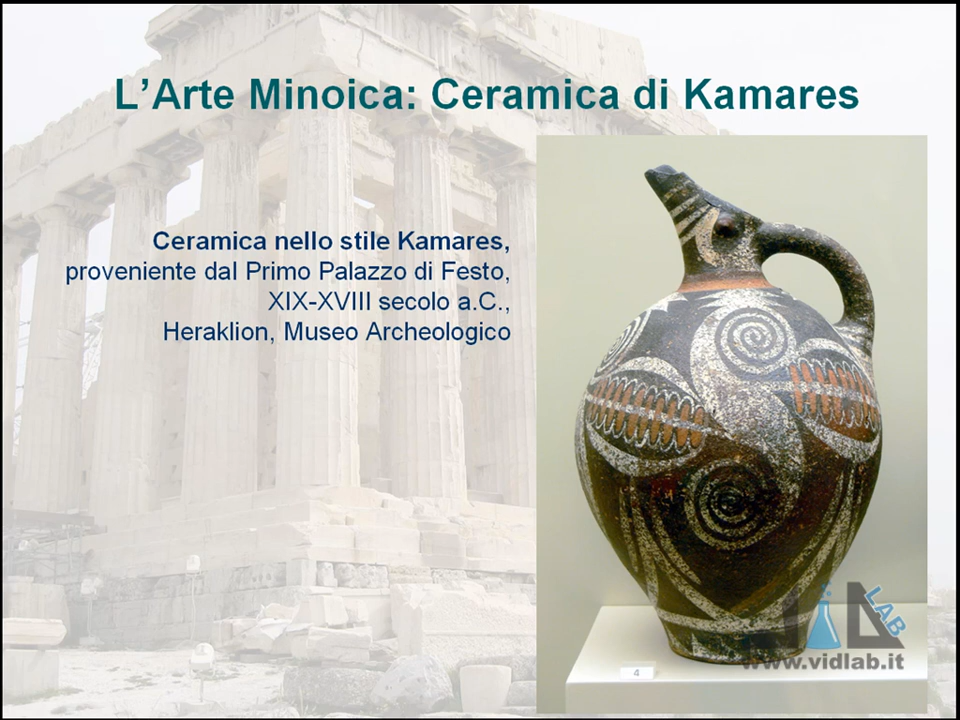 L'Arte Minoica: Ceramica di Kamares
Ceramica nello stile Kamares,
proveniente dal Primo Palazzo di Festo,
XIX-XVIII secolo a.C.,
Heraklion, Museo Archeologico
4
LAB
www.vidlab.it